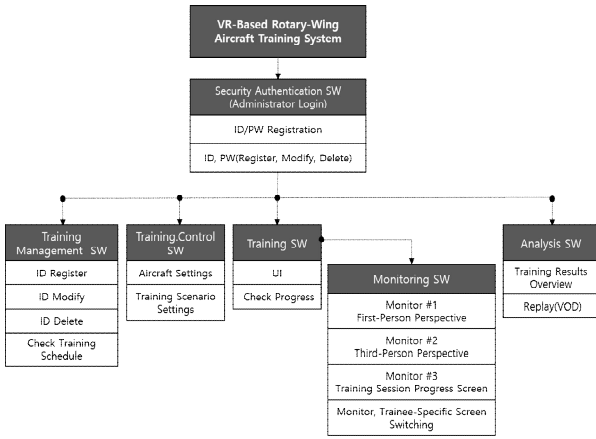 VR-Based Rotary-Wing
Aircraft Training System
Security Authentication SW
(Administrator Login)
ID/PW Registration
ID, PW(Register, Modify, Delete)
Training
Management SW
ID Register
ID Modify
ID Delete
Check Training
Schedule
Training.Control
SW
Aircraft Settings
Training Scenario
Settings
Training SW
UI
Check Progress
Monitoring SW
Monitor #1
First-Person Perspective
Monitor #2
Third-Person Perspective
Monitor #3
Training Session Progress Screen
Monitor, Trainee-Specific Screen
Switching
Analysis SW
Training Results
Overview
Replay(VOD)